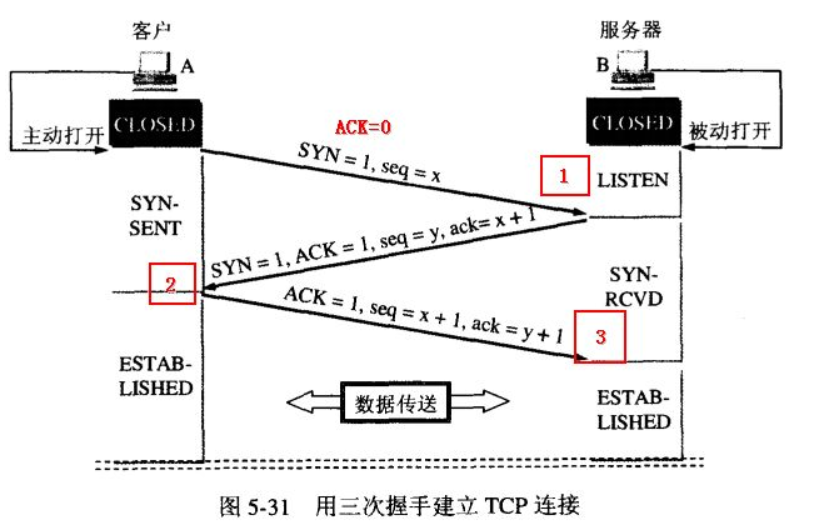 客户
服务器
A
B
CLOSED
CLOSED
主动打开
被动打开
ACK=0
SYN = 1, seq = x
1
LISTEN
SYN-
SENT
SYN = 1, ACK = 1, seq = y, ack= x + 1
2
SYN-
RCVD
ACK = 1, seq = x + 1, ack = y + 1
3
ESTAB-
LISHED
数据传送
ESTAB-
LISHED
图 5-31 用三次握手建立 TCP 连接